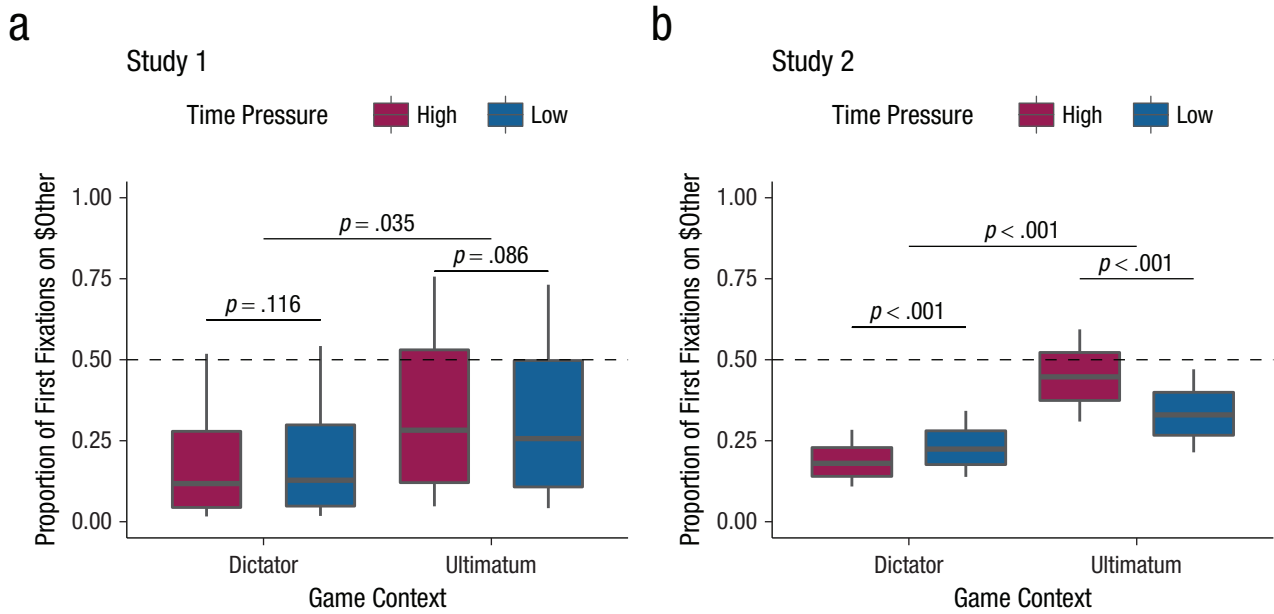 a
Study 1
Time Pressure High Low
Proportion of First Fixations on $Other
1.00
0.75
0.50
0.25
0.00
p = .035
p = .086
p = .116
Dictator Ultimatum
Game Context
b
Study 2
Time Pressure High Low
Proportion of First Fixations on $Other
1.00
0.75
0.50
0.25
0.00
p < .001
p < .001
p < .001
Dictator Ultimatum
Game Context